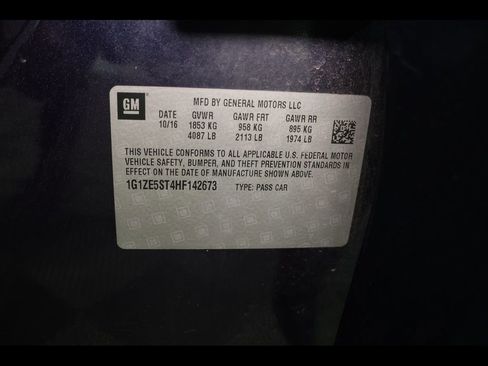 GM
MFD BY GENERAL MOTORS LLC
DATE GVWR GAWR FRT GAWR RR
10/16 1853 KG 958 KG 895 KG
4087 LB 2113 LB 1974 LB
THIS VEHICLE CONFORMS TO ALL APPLICABLE U.S. FEDERAL MOTOR
VEHICLE SAFETY, BUMPER, AND THEFT PREVENTION STANDARDS IN
EFFECT ON THE DATE OF MANUFACTURE SHOWN ABOVE.
1G1ZE5ST4HF142673 TYPE: PASS CAR